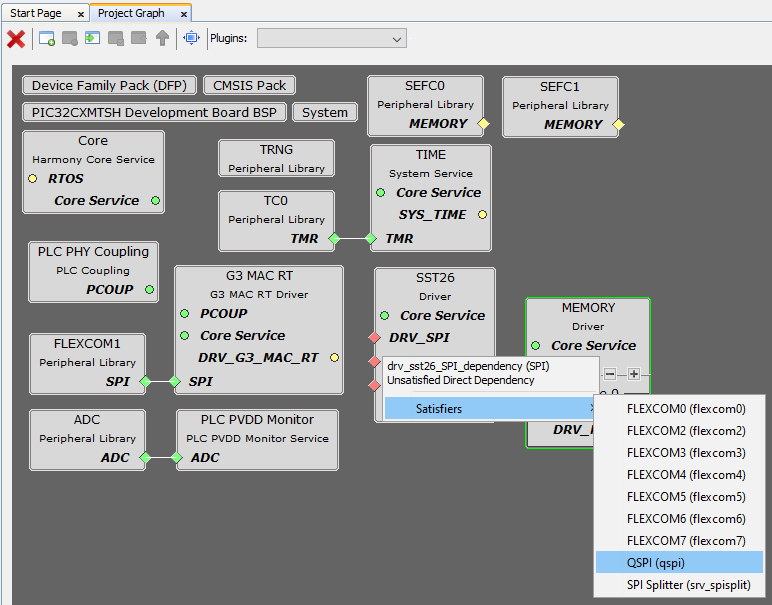 Start Page
Project Graph
Plugins:
Device Family Pack (DFP)
CMSIS Pack
PIC32CXMTSH Development Board BSP
System
SEFC0
Peripheral Library
MEMORY
SEFC1
Peripheral Library
MEMORY
Core
Harmony Core Service
RTOS
Core Service
TRNG
Peripheral Library
TIME
System Service
Core Service
SYS_TIME
TMR
TC0
Peripheral Library
TMR
PLC PHY Coupling
PLC Coupling
PCOUP
G3 MAC RT
G3 MAC RT Driver
PCOUP
Core Service
DRV_G3_MAC_RT
SPI
FLEXCOM1
Peripheral Library
SPI
SST26
Driver
Core Service
DRV_SPI
MEMORY
Driver
Core Service
ADC
Peripheral Library
ADC
PLC PVDD Monitor
PLC PVDD Monitor Service
ADC
drv_sst26_SPI_dependency (SPI)
Unsatisfied Direct Dependency
Satisfiers
FLEXCOM0 (flexcom0)
FLEXCOM2 (flexcom2)
FLEXCOM3 (flexcom3)
FLEXCOM4 (flexcom4)
FLEXCOM5 (flexcom5)
FLEXCOM6 (flexcom6)
FLEXCOM7 (flexcom7)
QSPI (qspi)
SPI Splitter (srv_spisplit)